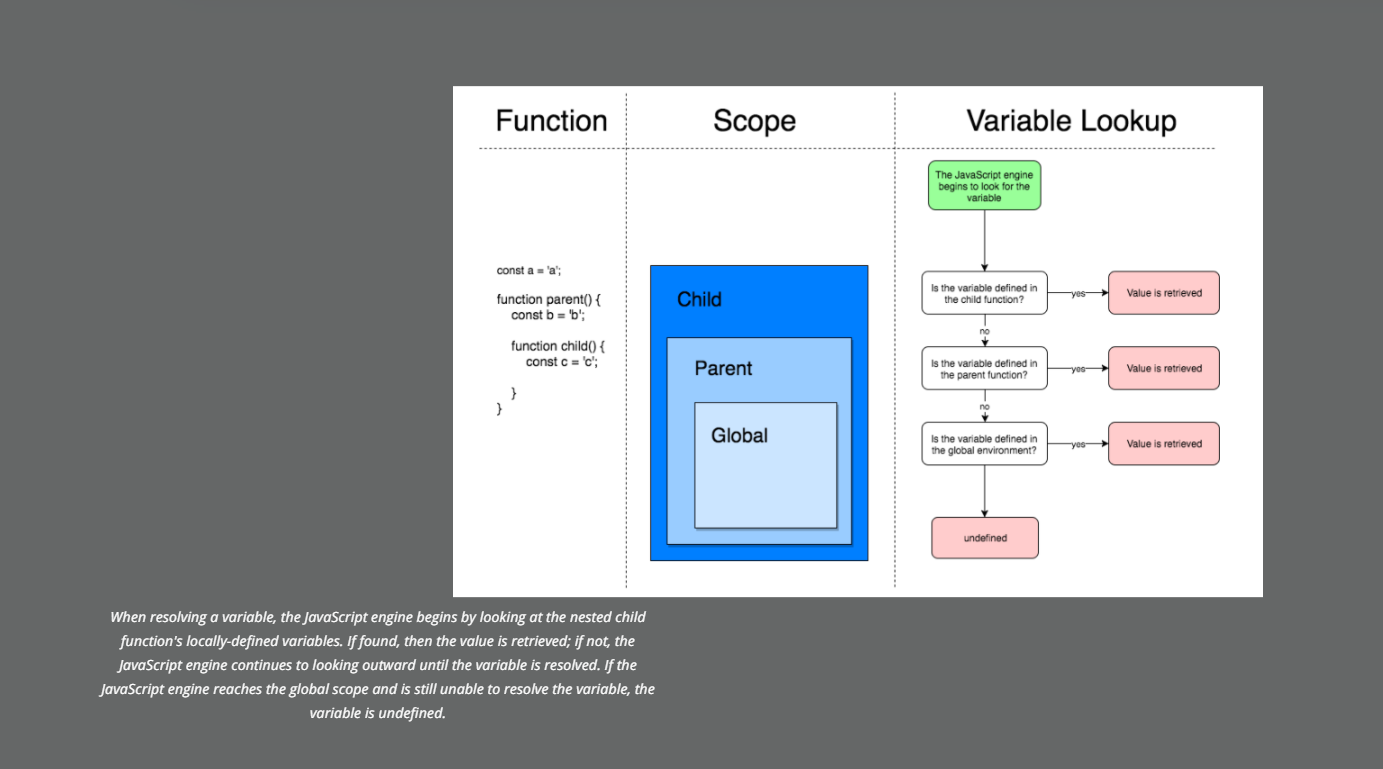 Function
Scope
Variable Lookup
const a = 'a';
function parent() {
const b = 'b';
function child() {
const c = 'c';
}
}
Child
Parent
Global
The JavaScript engine
begins to look for the
variable
Is the variable defined in
the child function?
yes
Value is retrieved
no
Is the variable defined in
the parent function?
yes
Value is retrieved
no
Is the variable defined in
the global environment?
yes
Value is retrieved
undefined
When resolving a variable, the JavaScript engine begins by looking at the nested child
function's locally-defined variables. If found, then the value is retrieved; if not, the
JavaScript engine continues to looking outward until the variable is resolved. If the
JavaScript engine reaches the global scope and is still unable to resolve the variable, the
variable is undefined.